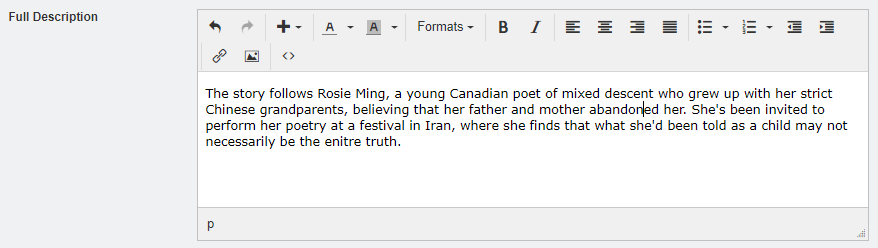 Full Description
A A Formats B I
<>
The story follows Rosie Ming, a young Canadian poet of mixed descent who grew up with her strict
Chinese grandparents, believing that her father and mother abandoned her. She's been invited to
perform her poetry at a festival in Iran, where she finds that what she'd been told as a child may not
necessarily be the enitre truth.
p